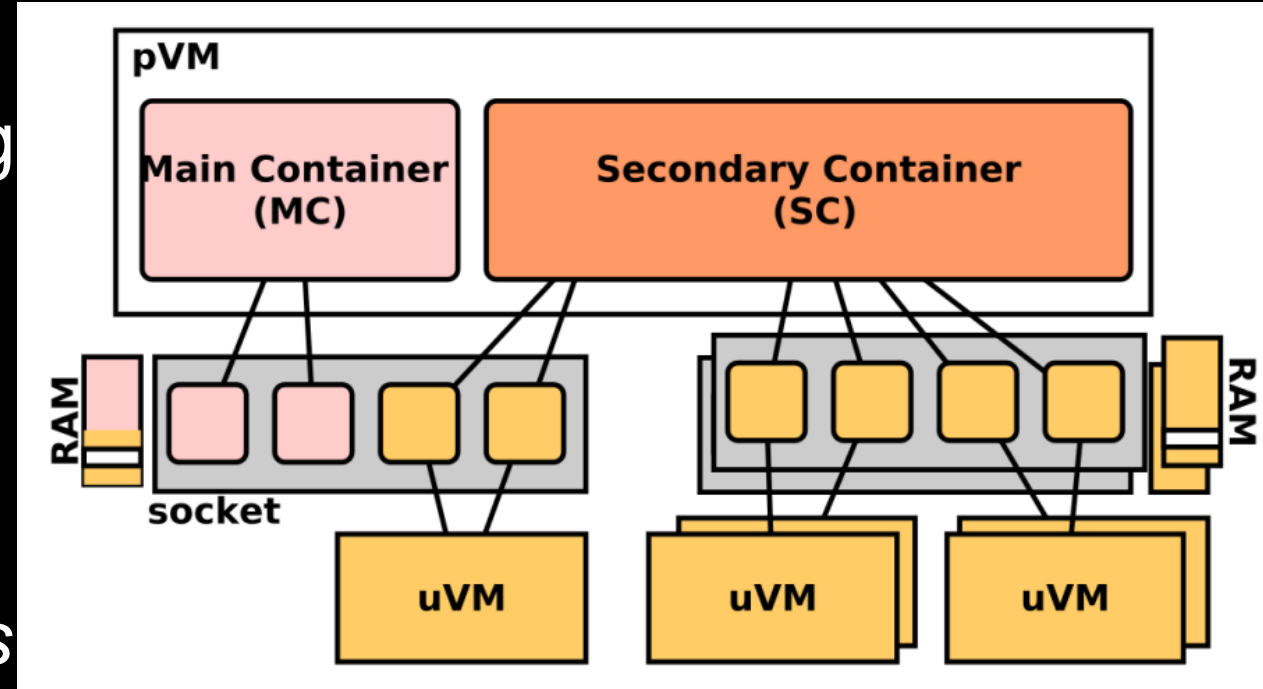 pVM
Main Container
(MC)
Secondary Container
(SC)
RAM
RAM
socket
uVM
uVM
uVM
g
s